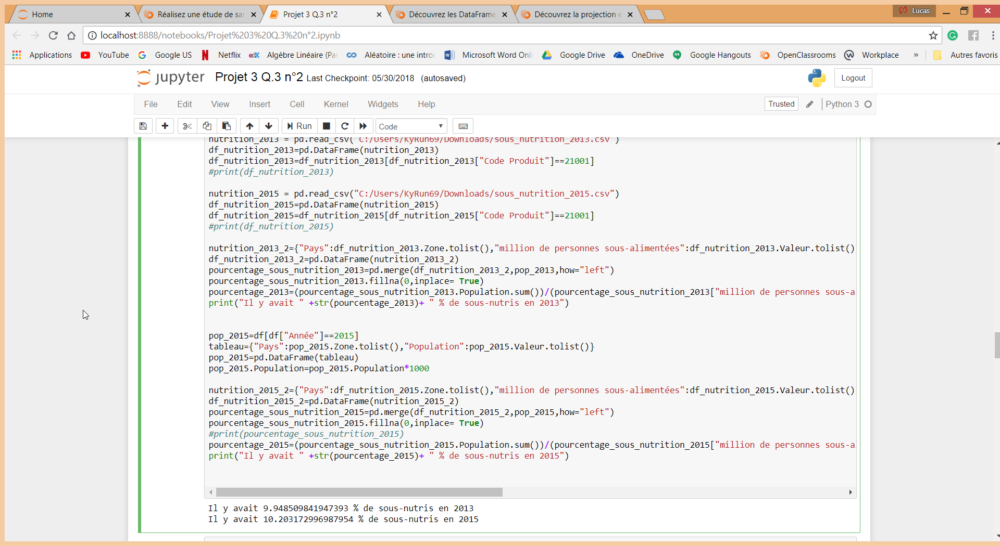 Home
Réalisez une étude de sa
Projet 3 Q.3 n°2
Découvrez les DataFrame
Découvrez la projection e
Lucas
localhost:8888/notebooks/Projet%203%20Q.3%20n°2.ipynb
Applications YouTube Google US Netflix Algèbre Linéaire (Par Aléatoire : une introd Microsoft Word Onli Google Drive OneDrive Google Hangouts OpenClassrooms Workplace » Autres favoris
jupyter Projet 3 Q.3 n°2 Last Checkpoint: 05/30/2018 (autosaved) Logout
File Edit View Insert Cell Kernel Widgets Help Trusted Python 3
Run Code
nutrition_2013 = pd.read_csv("C:/Users/KyRun69/Downloads/sous_nutrition_2013.csv")
df_nutrition_2013=pd.DataFrame(nutrition_2013)
df_nutrition_2013=df_nutrition_2013[df_nutrition_2013["Code Produit"]==21001]
#print(df_nutrition_2013)
nutrition_2015 = pd.read_csv("C:/Users/KyRun69/Downloads/sous_nutrition_2015.csv")
df_nutrition_2015=pd.DataFrame(nutrition_2015)
df_nutrition_2015=df_nutrition_2015[df_nutrition_2015["Code Produit"]==21001]
#print(df_nutrition_2015)
nutrition_2013_2={"Pays":df_nutrition_2013.Zone.tolist(),"million de personnes sous-alimentées":df_nutrition_2013.Valeur.tolist()
df_nutrition_2013_2=pd.DataFrame(nutrition_2013_2)
pourcentage_sous_nutrition_2013=pd.merge(df_nutrition_2013_2,pop_2013,how="left")
pourcentage_sous_nutrition_2013.fillna(0,inplace= True)
pourcentage_2013=(pourcentage_sous_nutrition_2013.Population.sum())/(pourcentage_sous_nutrition_2013["million de personnes sous-a
print("Il y avait " +str(pourcentage_2013)+ " % de sous-nutris en 2013")
pop_2015=df[df["Année"]==2015]
tableau={"Pays":pop_2015.Zone.tolist(),"Population":pop_2015.Valeur.tolist()}
pop_2015=pd.DataFrame(tableau)
pop_2015.Population=pop_2015.Population*1000
nutrition_2015_2={"Pays":df_nutrition_2015.Zone.tolist(),"million de personnes sous-alimentées":df_nutrition_2015.Valeur.tolist()
df_nutrition_2015_2=pd.DataFrame(nutrition_2015_2)
pourcentage_sous_nutrition_2015=pd.merge(df_nutrition_2015_2,pop_2015,how="left")
pourcentage_sous_nutrition_2015.fillna(0,inplace= True)
#print(pourcentage_sous_nutrition_2015)
pourcentage_2015=(pourcentage_sous_nutrition_2015.Population.sum())/(pourcentage_sous_nutrition_2015["million de personnes sous-a
print("Il y avait " +str(pourcentage_2015)+ " % de sous-nutris en 2015")
Il y avait 9.948509841947393 % de sous-nutris en 2013
Il y avait 10.203172996987954 % de sous-nutris en 2015